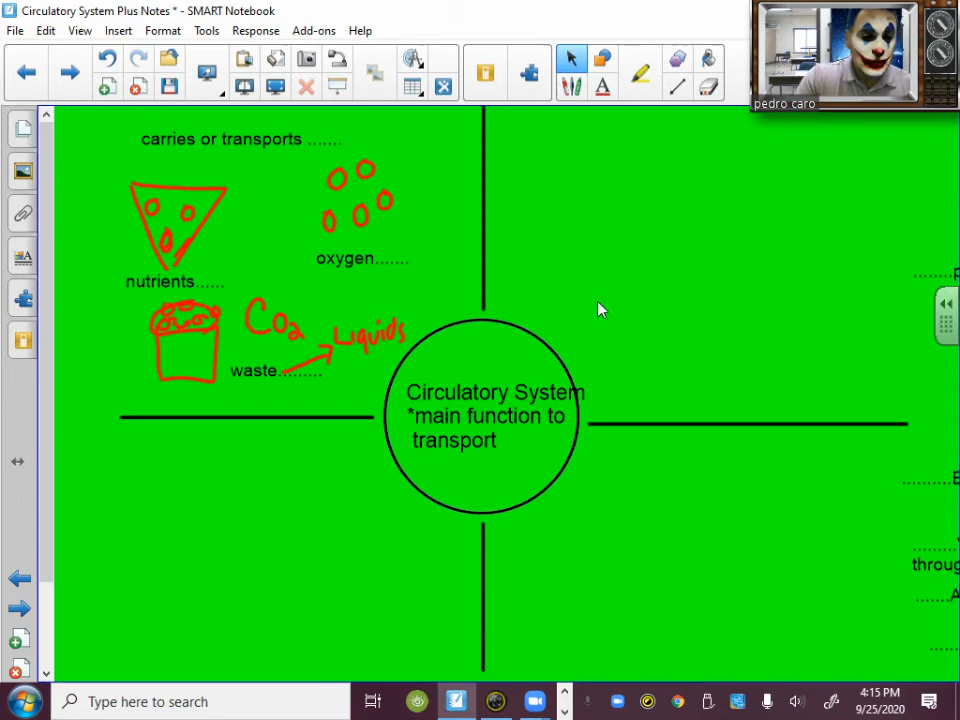 Circulatory System Plus Notes * - SMART Notebook
File Edit View Insert Format Tools Response Add-ons Help
pedro caro
carries or transports .......
oxygen.......
nutrients......
CO2
Liquids
waste.........
Circulatory System
*main function to
transport
........p
..........E
throug
.......A
Type here to search
4:15 PM
9/25/2020